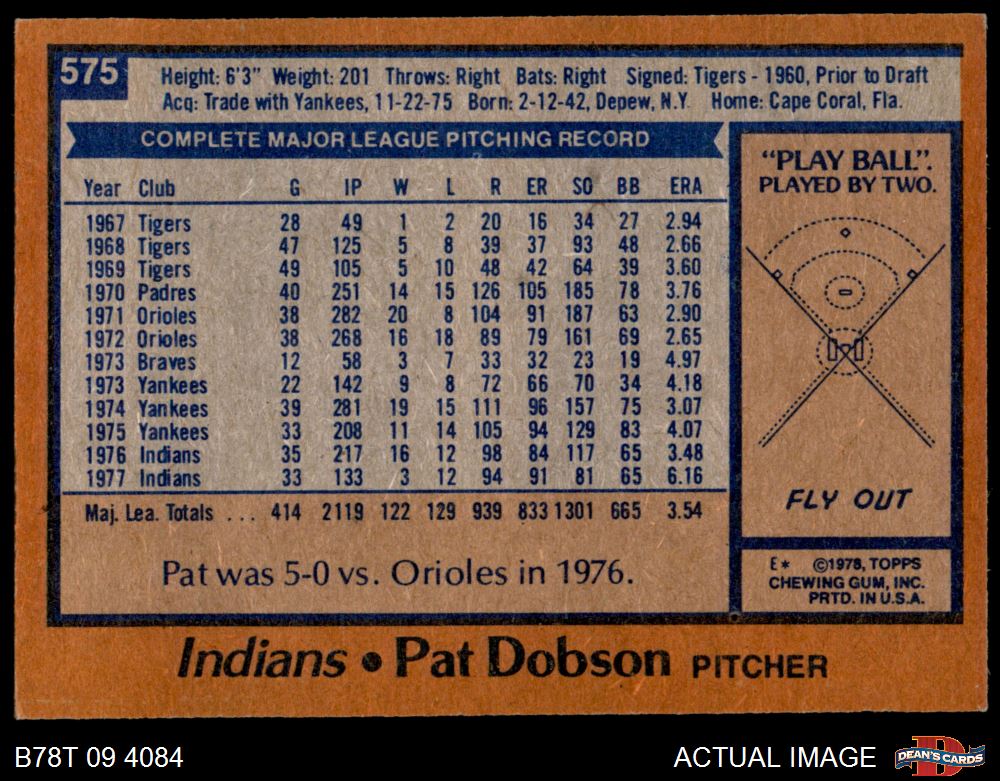 575
Height: 6'3" Weight: 201 Throws: Right Bats: Right Signed: Tigers - 1960, Prior to Draft
Acq: Trade with Yankees, 11-22-75 Born: 2-12-42, Depew, N.Y. Home: Cape Coral, Fla.
COMPLETE MAJOR LEAGUE PITCHING RECORD
Year Club G IP W L R ER SO BB ERA
1967 Tigers 28 49 1 2 20 16 34 27 2.94
1968 Tigers 47 125 5 8 39 37 93 48 2.66
1969 Tigers 49 105 5 10 48 42 64 39 3.60
1970 Padres 40 251 14 15 126 105 185 78 3.76
1971 Orioles 38 282 20 8 104 91 187 63 2.90
1972 Orioles 38 268 16 18 89 79 161 69 2.65
1973 Braves 12 58 3 7 33 32 23 19 4.97
1973 Yankees 22 142 9 8 72 66 70 34 4.18
1974 Yankees 39 281 19 15 111 96 157 75 3.07
1975 Yankees 33 208 11 14 105 94 129 83 4.07
1976 Indians 35 217 16 12 98 84 117 65 3.48
1977 Indians 33 133 3 12 94 91 81 65 6.16
Maj. Lea. Totals ... 414 2119 122 129 939 833 1301 665 3.54
Pat was 5-0 vs. Orioles in 1976.
"PLAY BALL".
PLAYED BY TWO.
FLY OUT
E* ©1978, TOPPS
CHEWING GUM, INC.
PRTD. IN U.S.A.
Indians • Pat Dobson PITCHER
B78T 09 4084
ACTUAL IMAGE
D
DEAN'S CARDS